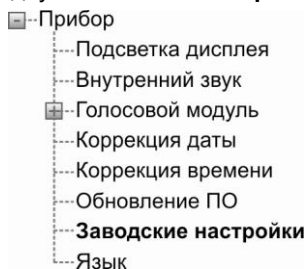 Прибор
Подсветка дисплея
Внутренний звук
Голосовой модуль
Коррекция даты
Коррекция времени
Обновление ПО
Заводские настройки
Язык